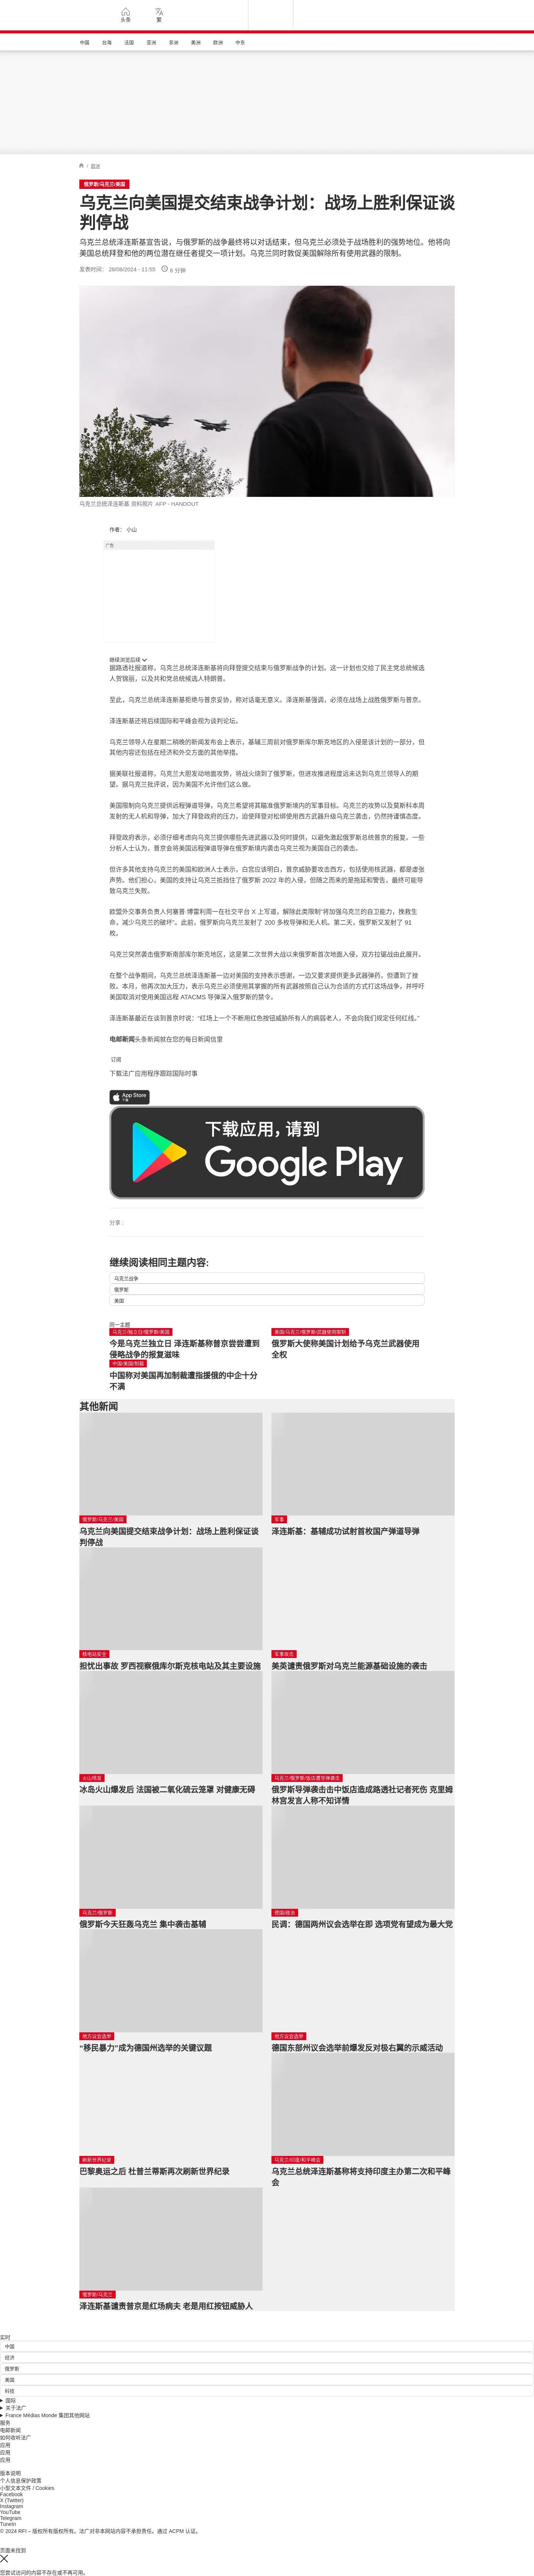 头条
繁
中国
台海
法国
亚洲
非洲
美洲
欧洲
中东
/ 欧洲
俄罗斯/乌克兰/美国
乌克兰向美国提交结束战争计划：战场上胜利保证谈
判停战
乌克兰总统泽连斯基宣告说，与俄罗斯的战争最终将以对话结束，但乌克兰必须处于战场胜利的强势地位。他将向
美国总统拜登和他的两位潜在继任者提交一项计划。乌克兰同时敦促美国解除所有使用武器的限制。
发表时间： 28/08/2024 - 11:55 6 分钟
乌克兰总统泽连斯基 资料照片 AFP - HANDOUT
作者： 小山
广告
继续浏览后续
据路透社报道称，乌克兰总统泽连斯基将向拜登提交结束与俄罗斯战争的计划。这一计划也交给了民主党总统候选
人贺锦丽，以及共和党总统候选人特朗普。
至此，乌克兰总统泽连斯基拒绝与普京妥协，称对话毫无意义。泽连斯基强调，必须在战场上战胜俄罗斯与普京。
泽连斯基还将后续国际和平峰会视为谈判论坛。
乌克兰领导人在星期二稍晚的新闻发布会上表示，基辅三周前对俄罗斯库尔斯克地区的入侵是该计划的一部分，但
其他内容还包括在经济和外交方面的其他举措。
据美联社报道称，乌克兰大胆发动地面攻势，将战火烧到了俄罗斯，但进攻推进程度远未达到乌克兰领导人的期
望。据乌克兰批评说，因为美国不允许他们这么做。
美国限制向乌克兰提供远程弹道导弹，乌克兰希望将其瞄准俄罗斯境内的军事目标。乌克兰的攻势以及莫斯科本周
发射的无人机和导弹，加大了拜登政府的压力，迫使拜登对松绑使用西方武器升级乌克兰袭击，仍然持谨慎态度。
拜登政府表示，必须仔细考虑向乌克兰提供哪些先进武器以及何时提供，以避免激起俄罗斯总统普京的报复。一些
分析人士认为，普京会将美国远程弹道导弹在俄罗斯境内袭击乌克兰视为美国自己的袭击。
但许多其他支持乌克兰的美国和欧洲人士表示，白宫应该明白，普京威胁要攻击西方，包括使用核武器，都是虚张
声势。他们担心，美国的支持让乌克兰抵挡住了俄罗斯 2022 年的入侵，但随之而来的是拖延和警告，最终可能导
致乌克兰失败。
欧盟外交事务负责人何塞普·博雷利周一在社交平台 X 上写道，解除此类限制“将加强乌克兰的自卫能力，挽救生
命，减少乌克兰的破坏”。此前，俄罗斯向乌克兰发射了 200 多枚导弹和无人机。第二天，俄罗斯又发射了 91
枚。
乌克兰突然袭击俄罗斯南部库尔斯克地区，这是第二次世界大战以来俄罗斯首次地面入侵，双方拉锯战由此展开。
在整个战争期间，乌克兰总统泽连斯基一边对美国的支持表示感谢，一边又要求提供更多武器弹药，但遭到了挫
败。本月，他再次加大压力，表示乌克兰必须使用其掌握的所有武器按照自己认为合适的方式打这场战争，并呼吁
美国取消对使用美国远程 ATACMS 导弹深入俄罗斯的禁令。
泽连斯基最近在谈到普京时说：“红场上一个不断用红色按钮威胁所有人的病弱老人，不会向我们规定任何红线。”
电邮新闻头条新闻就在您的每日新闻信里
订阅
下载法广应用程序跟踪国际时事
App Store
下载
下载应用，请到
Google Play
分享 :
继续阅读相同主题内容:
乌克兰战争
俄罗斯
美国
同一主题
乌克兰/独立日/俄罗斯/美国
今是乌克兰独立日 泽连斯基称普京尝尝遭到
侵略战争的报复滋味
美国/乌克兰/俄罗斯/武器使用限制
俄罗斯大使称美国计划给予乌克兰武器使用
全权
中国/美国/制裁
中国称对美国再加制裁遭指援俄的中企十分
不满
其他新闻
俄罗斯/乌克兰/美国
乌克兰向美国提交结束战争计划：战场上胜利保证谈
判停战
军事
泽连斯基：基辅成功试射首枚国产弹道导弹
核电站安全
担忧出事故 罗西视察俄库尔斯克核电站及其主要设施
军事攻击
美英谴责俄罗斯对乌克兰能源基础设施的袭击
火山喷发
冰岛火山爆发后 法国被二氧化硫云笼罩 对健康无碍
乌克兰/俄罗斯/饭店遭导弹袭击
俄罗斯导弹袭击击中饭店造成路透社记者死伤 克里姆
林宫发言人称不知详情
乌克兰/俄罗斯
俄罗斯今天狂轰乌克兰 集中袭击基辅
德国/政治
民调：德国两州议会选举在即 选项党有望成为最大党
地方议会选举
"移民暴力"成为德国州选举的关键议题
地方议会选举
德国东部州议会选举前爆发反对极右翼的示威活动
刷新世界纪录
巴黎奥运之后 杜普兰蒂斯再次刷新世界纪录
乌克兰/印度/和平峰会
乌克兰总统泽连斯基称将支持印度主办第二次和平峰
会
俄罗斯/乌克兰
泽连斯基谴责普京是红场病夫 老是用红按钮威胁人
实时
中国
经济
俄罗斯
美国
科技
国际
关于法广
France Médias Monde 集团其他网站
服务
电邮新闻
如何收听法广
应用
应用
应用
版本说明
个人信息保护政策
小型文本文件 / Cookies
Facebook
X (Twitter)
Instagram
YouTube
Telegram
TuneIn
© 2024 RFI – 版权所有版权所有。法广对非本网站内容不承担责任。通过 ACPM 认证。
页面未找到
您尝试访问的内容不存在或不再可用。